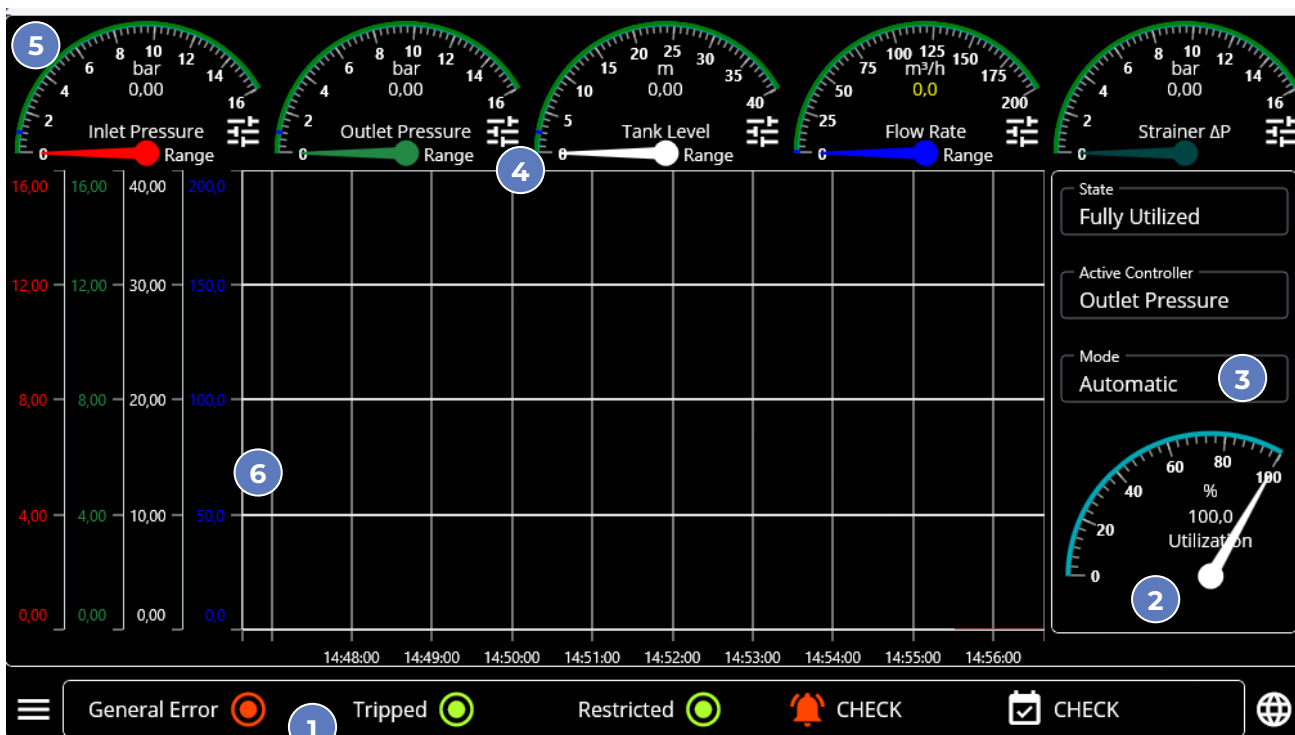 5
0 2 4 6 8 10 12 14 16
bar
0,00
Inlet Pressure
Range
0 2 4 6 8 10 12 14 16
bar
0,00
Outlet Pressure
Range
0 5 10 15 20 25 30 35 40
m
0,00
Tank Level
Range
0 25 50 75 100 125 150 175 200
m³/h
0,0
Flow Rate
Range
0 2 4 6 8 10 12 14 16
bar
0,00
Strainer ΔP
4
16,00 16,00 40,00 200,0
12,00 12,00 30,00 150,0
8,00 8,00 20,00 100,0
4,00 4,00 10,00 50,0
0,00 0,00 0,00 0,0
6
14:48:00 14:49:00 14:50:00 14:51:00 14:52:00 14:53:00 14:54:00 14:55:00 14:56:00
State
Fully Utilized
Active Controller
Outlet Pressure
Mode
Automatic
3
0 20 40 60 80 100
%
100,0
Utilization
2
General Error Tripped Restricted CHECK CHECK
1